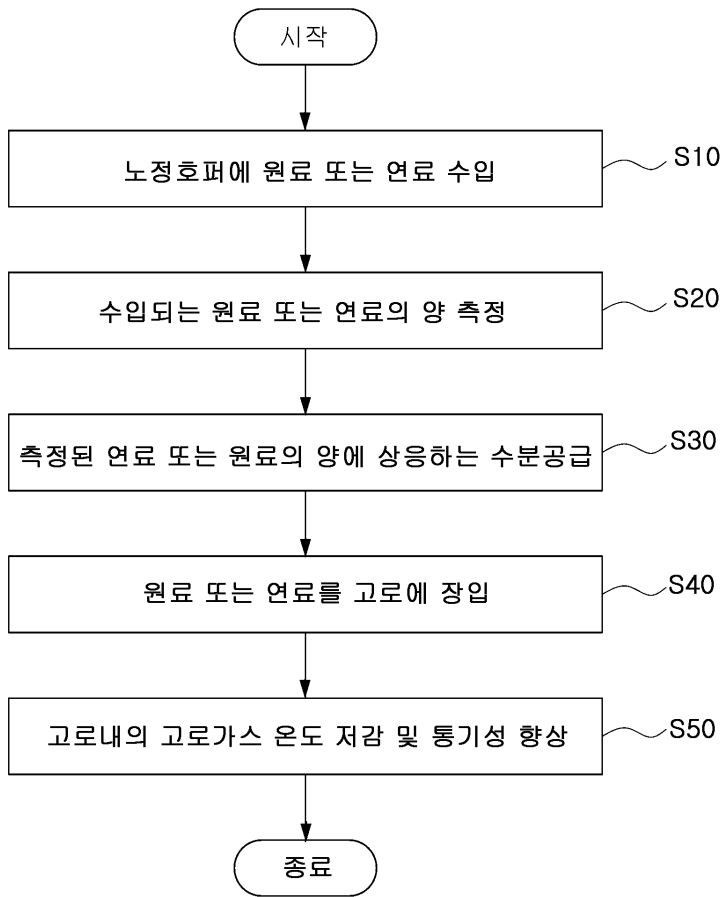 시작
노정호퍼에 원료 또는 연료 수입
S10
수입되는 원료 또는 연료의 양 측정
S20
측정된 연료 또는 원료의 양에 상응하는 수분공급
S30
원료 또는 연료를 고로에 장입
S40
고로내의 고로가스 온도 저감 및 통기성 향상
S50
종료